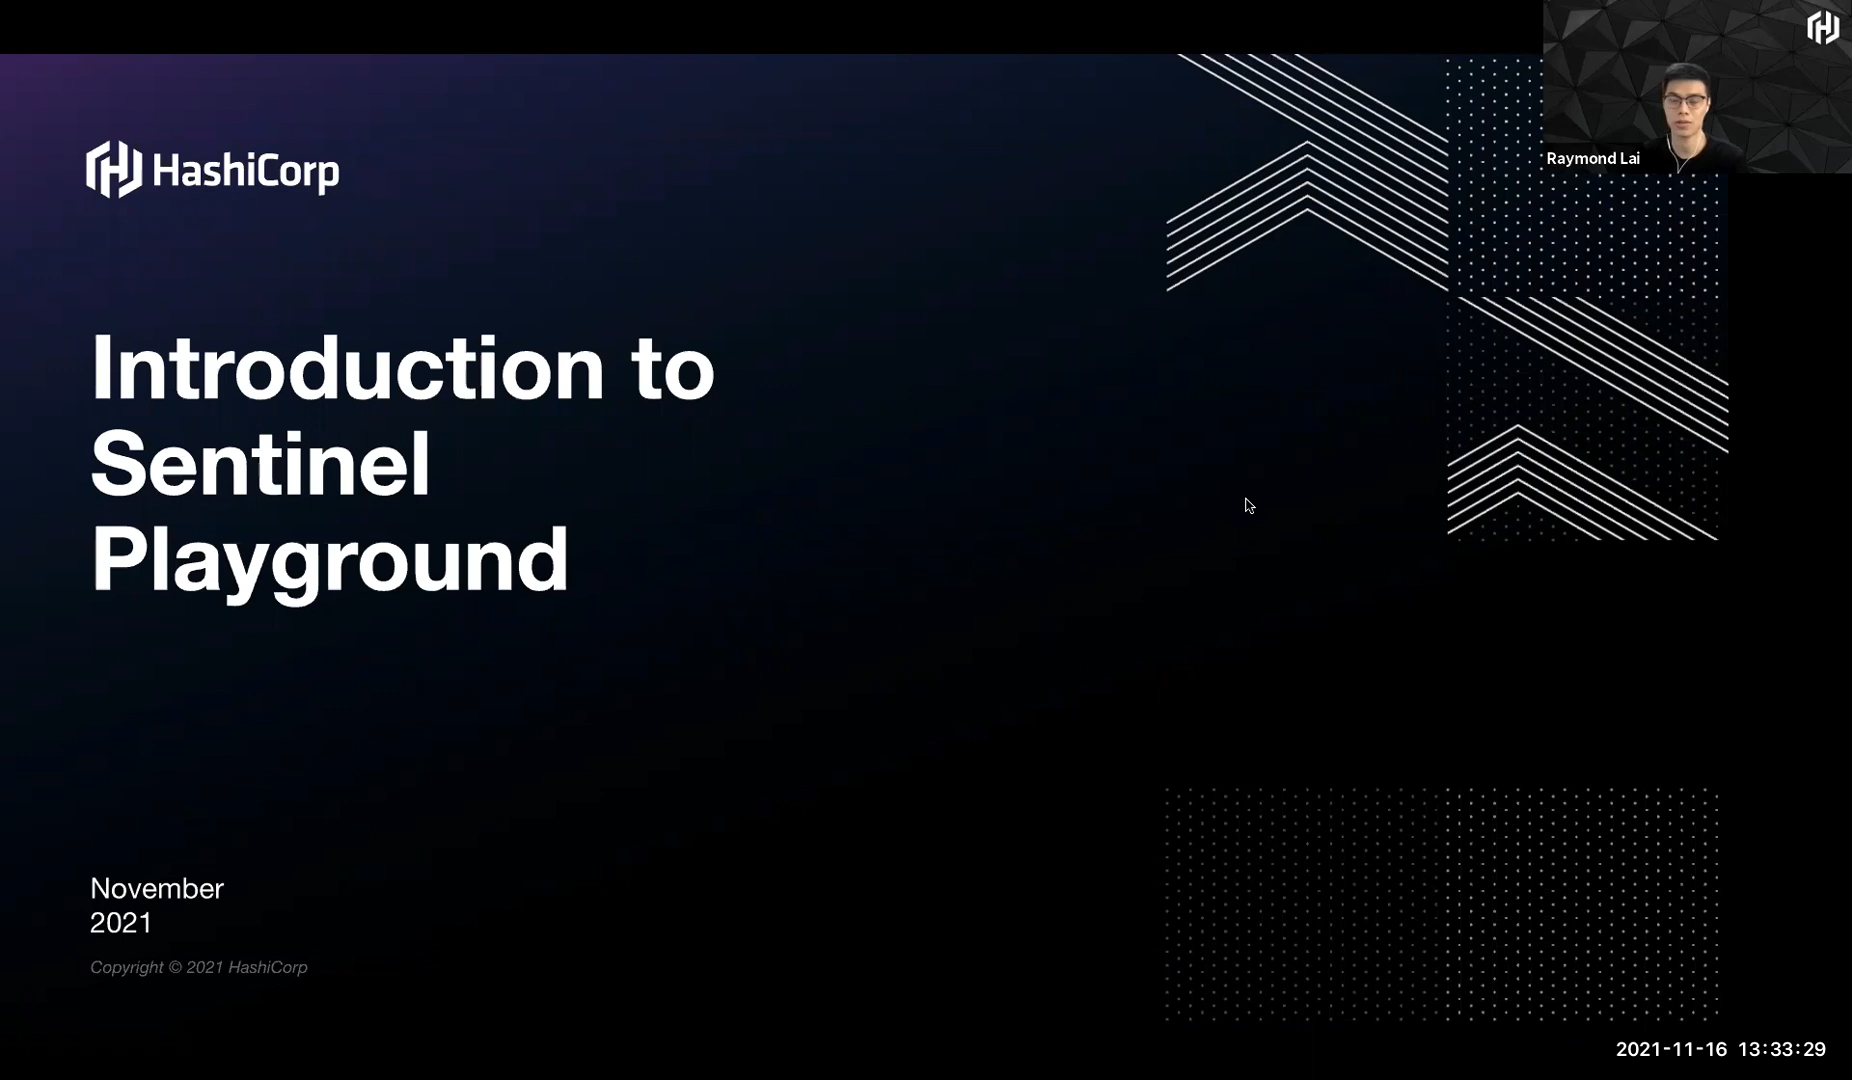 Raymond Lai
HashiCorp
Introduction to
Sentinel
Playground
November
2021
Copyright © 2021 HashiCorp
2021-11-16 13:33:29